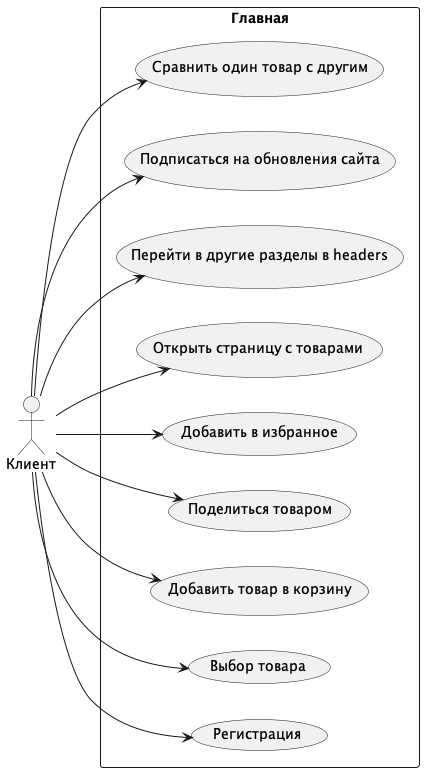 Главная
Сравнить один товар с другим
Подписаться на обновления сайта
Перейти в другие разделы в headers
Открыть страницу с товарами
Добавить в избранное
Клиент
Поделиться товаром
Добавить товар в корзину
Выбор товара
Регистрация